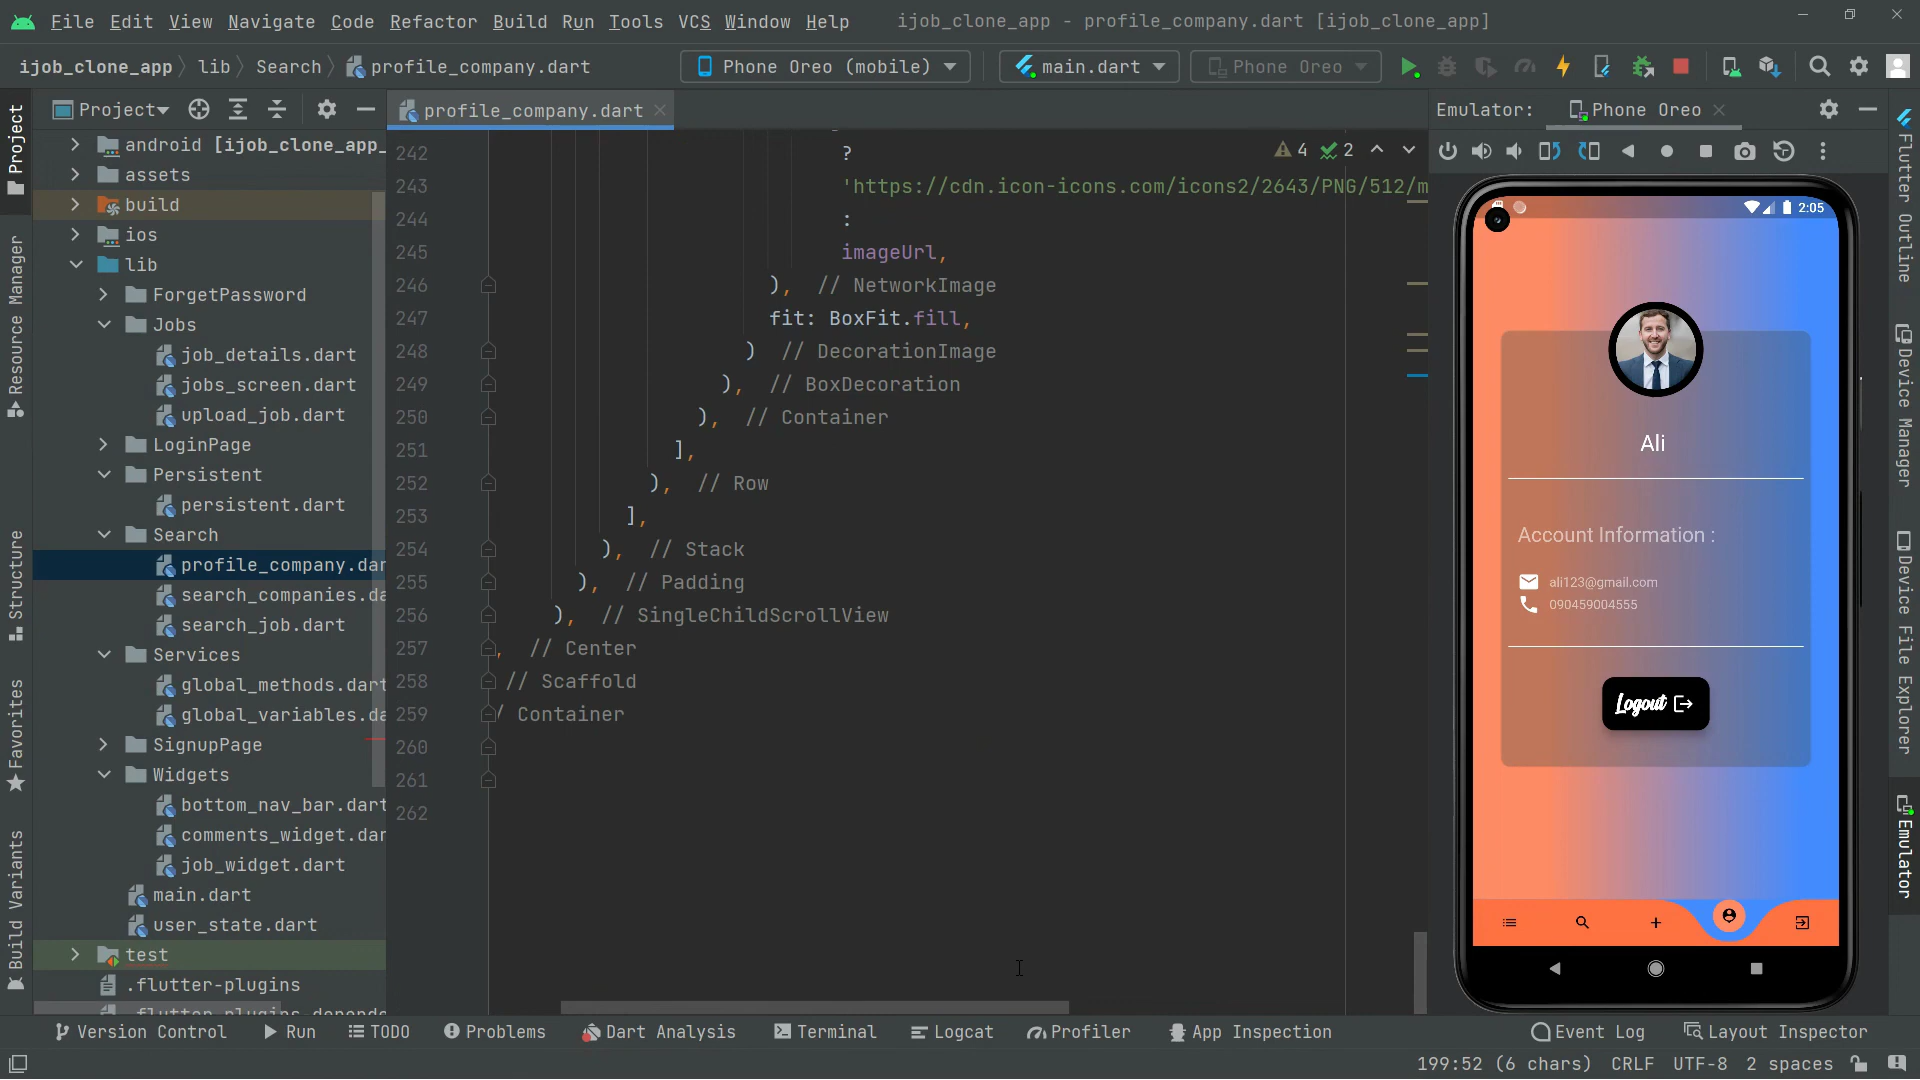 File Edit View Navigate Code Refactor Build Run Tools VCS Window Help ijob_clone_app - profile_company.dart [ijob_clone_app]
ijob_clone_app lib Search profile_company.dart Phone Oreo (mobile) main.dart Phone Oreo
Project profile_company.dart Emulator: Phone Oreo
4 2
android [ijob_clone_app_
assets
build
ios
lib
ForgetPassword
Jobs
job_details.dart
jobs_screen.dart
upload_job.dart
LoginPage
Persistent
persistent.dart
Search
profile_company.dar
search_companies.da
search_job.dart
Services
global_methods.dart
global_variables.da
SignupPage
Widgets
bottom_nav_bar.dart
comments_widget.dar
job_widget.dart
main.dart
user_state.dart
test
.flutter-plugins
.flutter-plugins-depende
242 ?
243 'https://cdn.icon-icons.com/icons2/2643/PNG/512/m
244 :
245 imageUrl,
246 ), // NetworkImage
247 fit: BoxFit.fill,
248 ) // DecorationImage
249 ), // BoxDecoration
250 ), // Container
251 ],
252 ), // Row
253 ],
254 ), // Stack
255 ), // Padding
256 ), // SingleChildScrollView
257 , // Center
258 // Scaffold
259 / Container
260
261
262
2:05
Ali
Account Information :
ali123@gmail.com
090459004555
Logout
Project
Resource Manager
Structure
Favorites
Build Variants
Flutter Outline
Device Manager
Device File Explorer
Emulator
Version Control Run TODO Problems Dart Analysis Terminal Logcat Profiler App Inspection Event Log Layout Inspector
199:52 (6 chars) CRLF UTF-8 2 spaces